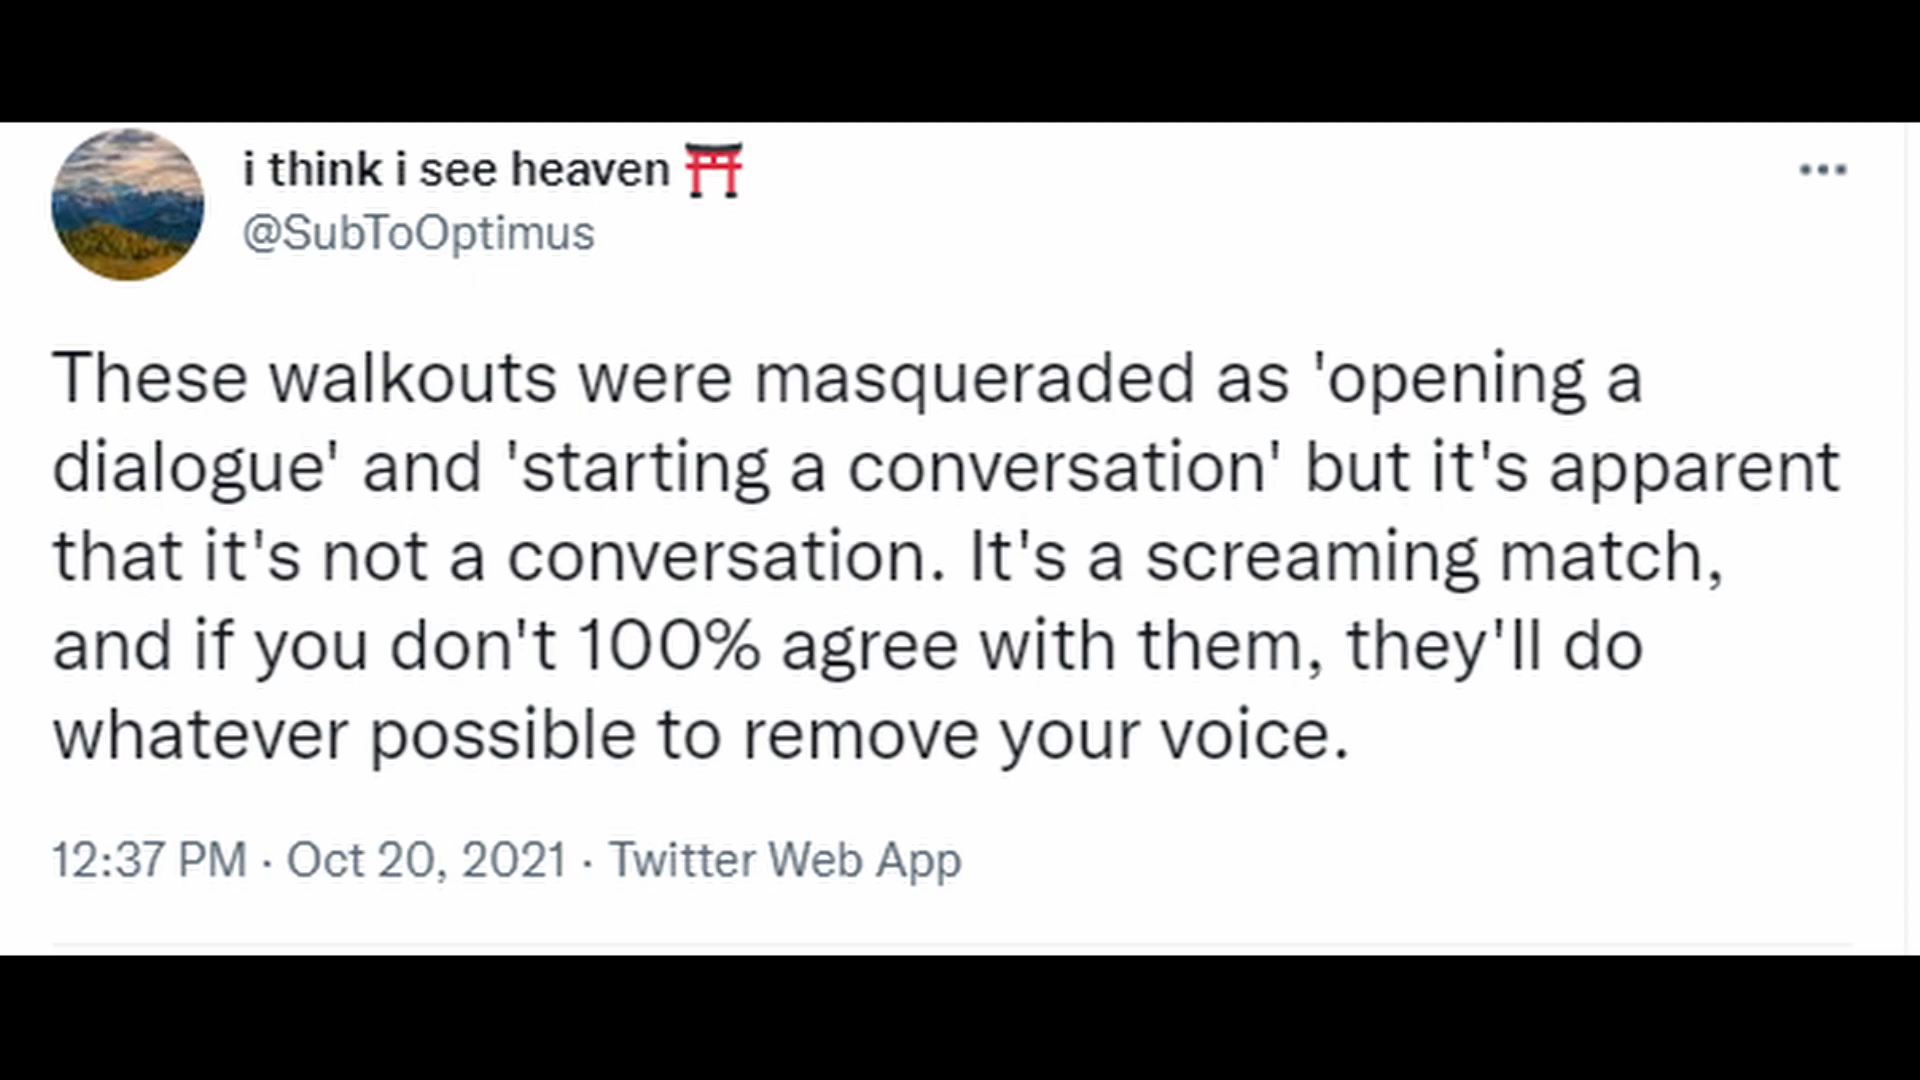 i think i see heaven ⛩️
@SubToOptimus
These walkouts were masqueraded as 'opening a
dialogue' and 'starting a conversation' but it's apparent
that it's not a conversation. It's a screaming match,
and if you don't 100% agree with them, they'll do
whatever possible to remove your voice.
12:37 PM · Oct 20, 2021 · Twitter Web App